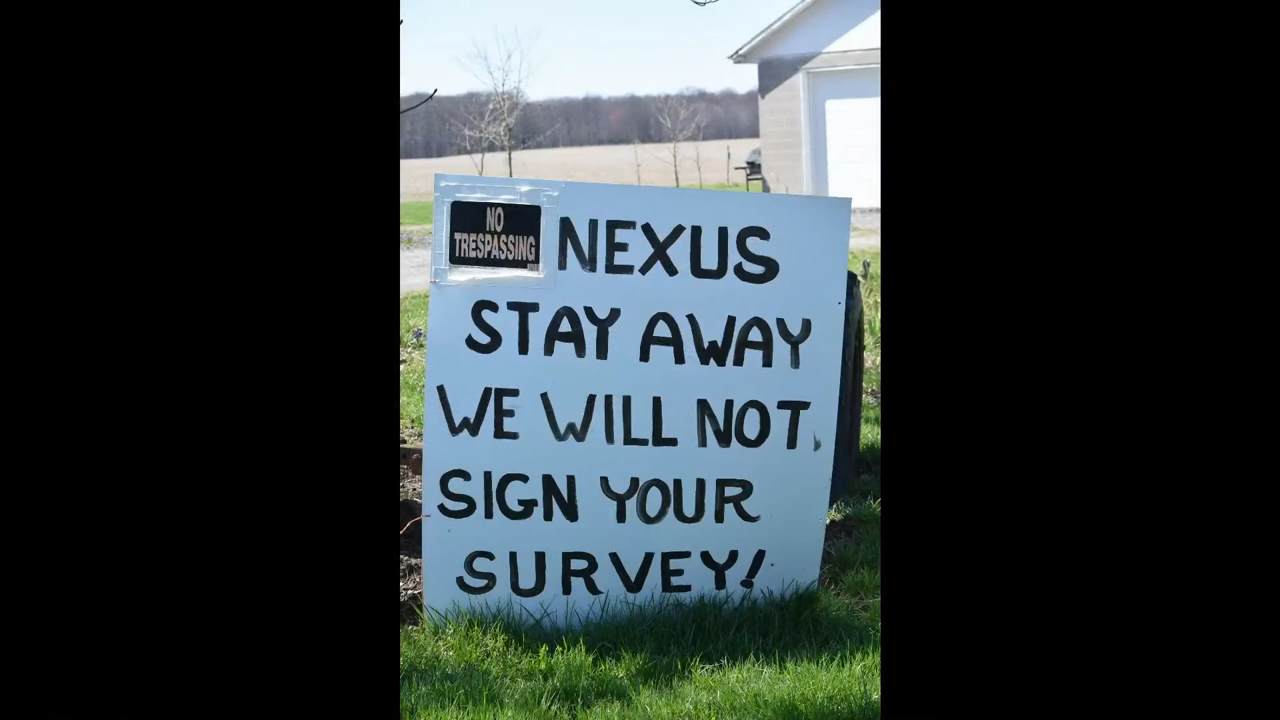 NO
TRESPASSING
NEXUS
STAY AWAY
WE WILL NOT
SIGN YOUR
SURVEY!